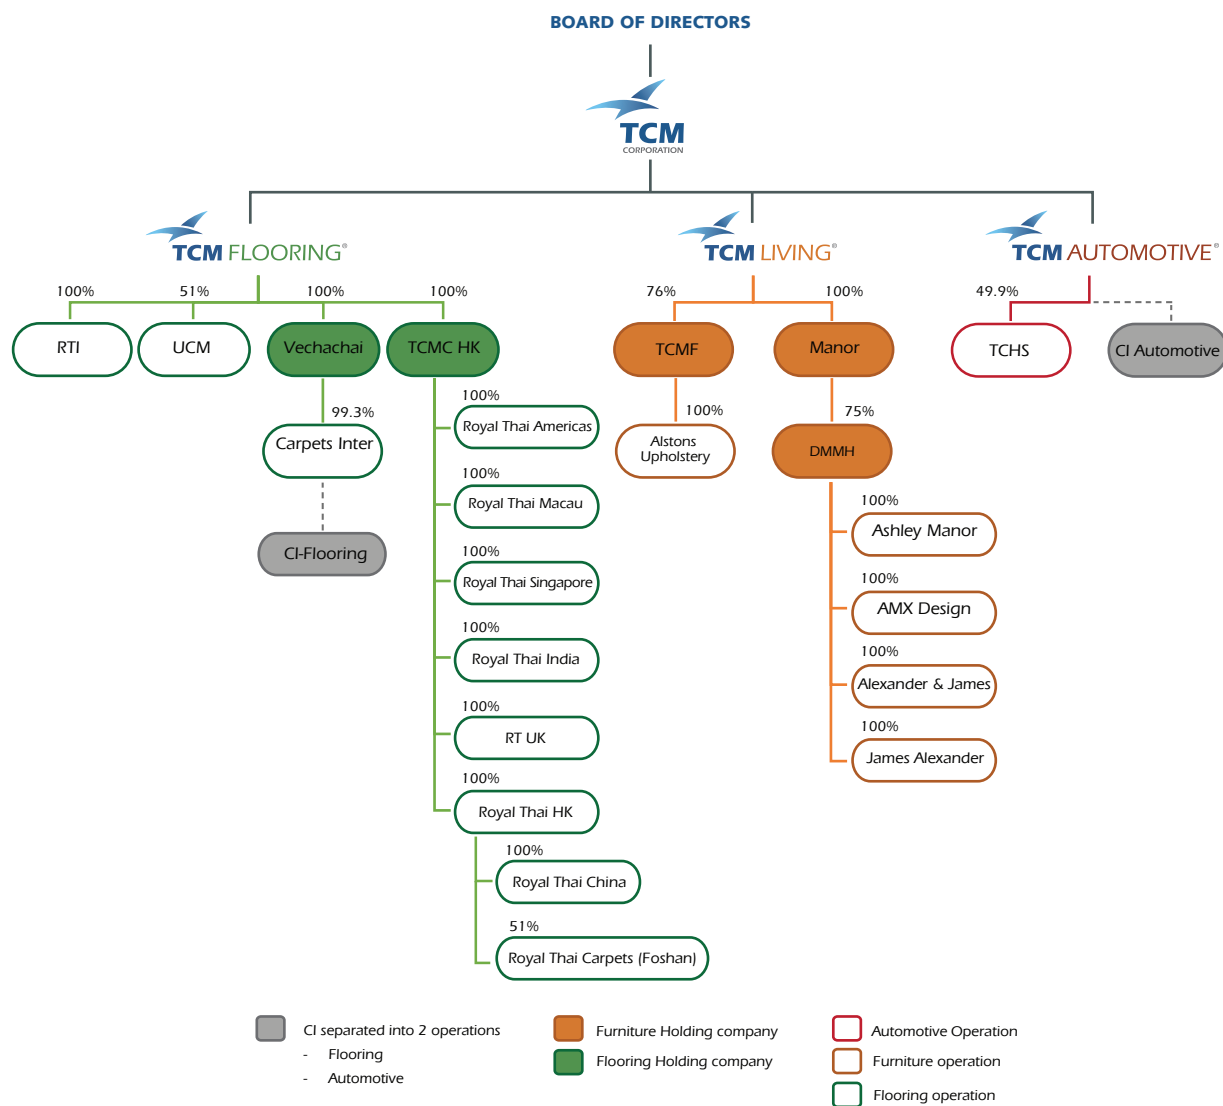 BOARD OF DIRECTORS
TCM
CORPORATION
TCM FLOORING®
TCM LIVING®
TCM AUTOMOTIVE®
100%
51%
100%
100%
76%
100%
49.9%
RTI
UCM
Vechachai
TCMC HK
TCMF
Manor
TCHS
CI Automotive
99.3%
Carpets Inter
CI-Flooring
100%
Royal Thai Americas
100%
Royal Thai Macau
100%
Royal Thai Singapore
100%
Royal Thai India
100%
RT UK
100%
Royal Thai HK
100%
Royal Thai China
51%
Royal Thai Carpets (Foshan)
100%
Alstons
Upholstery
75%
DMMH
100%
Ashley Manor
100%
AMX Design
100%
Alexander & James
100%
James Alexander
CI separated into 2 operations
- Flooring
- Automotive
Furniture Holding company
Flooring Holding company
Automotive Operation
Furniture operation
Flooring operation